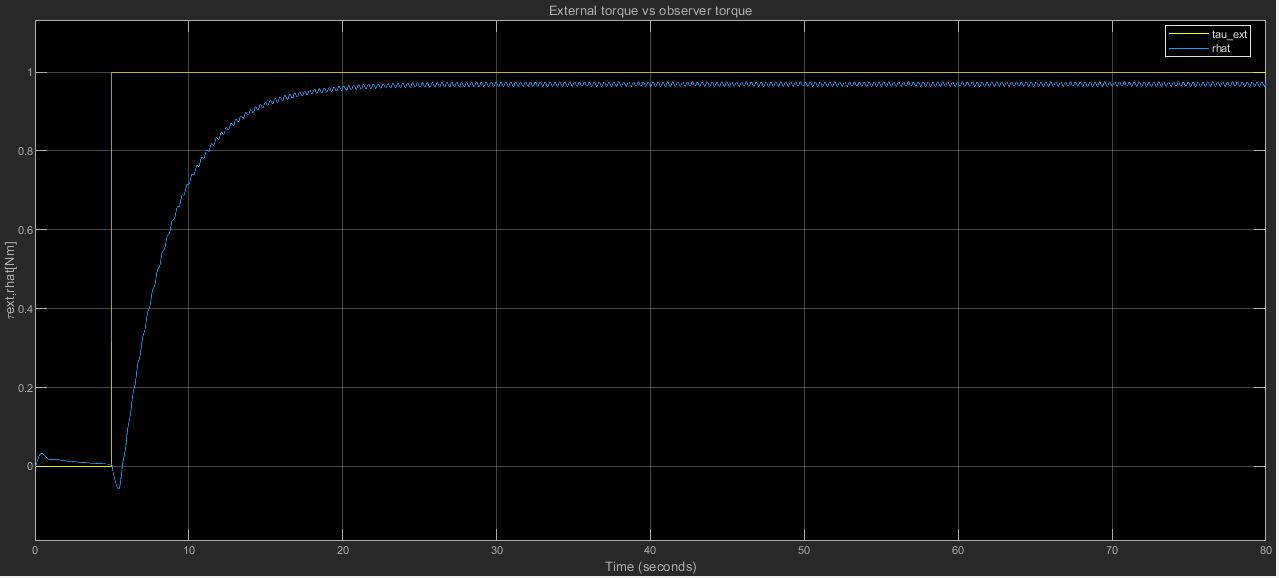 External torque vs observer torque
tau_ext
rhat
1
0.8
0.6
0.4
0.2
0
τext,rhat[Nm]
0 10 20 30 40 50 60 70 80
Time (seconds)